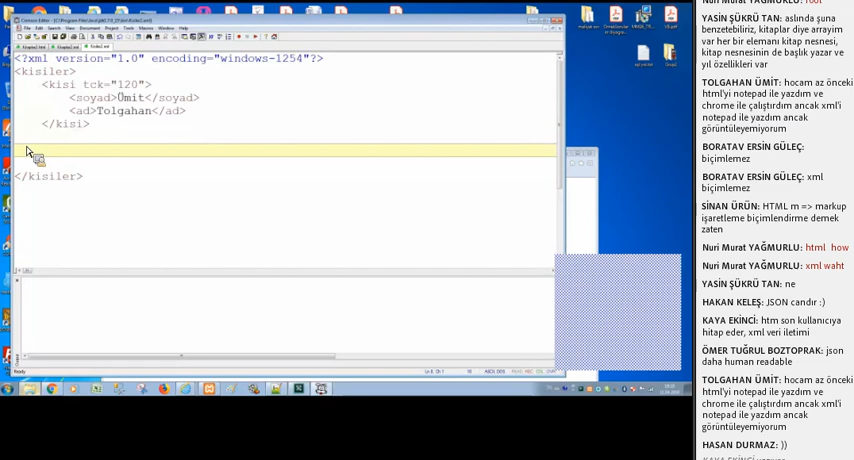 <?xml version="1.0" encoding="windows-1254"?>
<kisiler>
<kisi tck="120">
<soyad>Ümit</soyad>
<ad>Tolgahan</ad>
</kisi>
</kisiler>
Ready
Nuri Murat YAĞMURLU: root
YASİN ŞÜKRÜ TAN: aslında şuna
benzetebiliriz, kitaplar diye arrayim
var her bir elemanı kitap nesnesi,
kitap nesnesinin de başlık yazar ve
yıl özellikleri var
TOLGAHAN ÜMİT: hocam az önceki
html'yi notepad ile yazdım ve
chrome ile çalıştırdım ancak xml'i
notepad ile yazdım ancak
görüntüleyemiyorum
BORATAV ERSİN GÜLEÇ:
biçimlemez
BORATAV ERSİN GÜLEÇ: xml
biçimlemez
SİNAN ÜRÜN: HTML m => markup
işaretleme biçimlendirme demek
zaten
Nuri Murat YAĞMURLU: html how
Nuri Murat YAĞMURLU: xml waht
YASİN ŞÜKRÜ TAN: ne
HAKAN KELEŞ: JSON candır :)
KAYA EKİNCİ: htm son kullanıcıya
hitap eder, xml veri iletimi
ÖMER TUĞRUL BOZTOPRAK: json
daha human readable
TOLGAHAN ÜMİT: hocam az önceki
html'yi notepad ile yazdım ve
chrome ile çalıştırdım ancak xml'i
notepad ile yazdım ancak
görüntüleyemiyorum
HASAN DURMAZ: ))